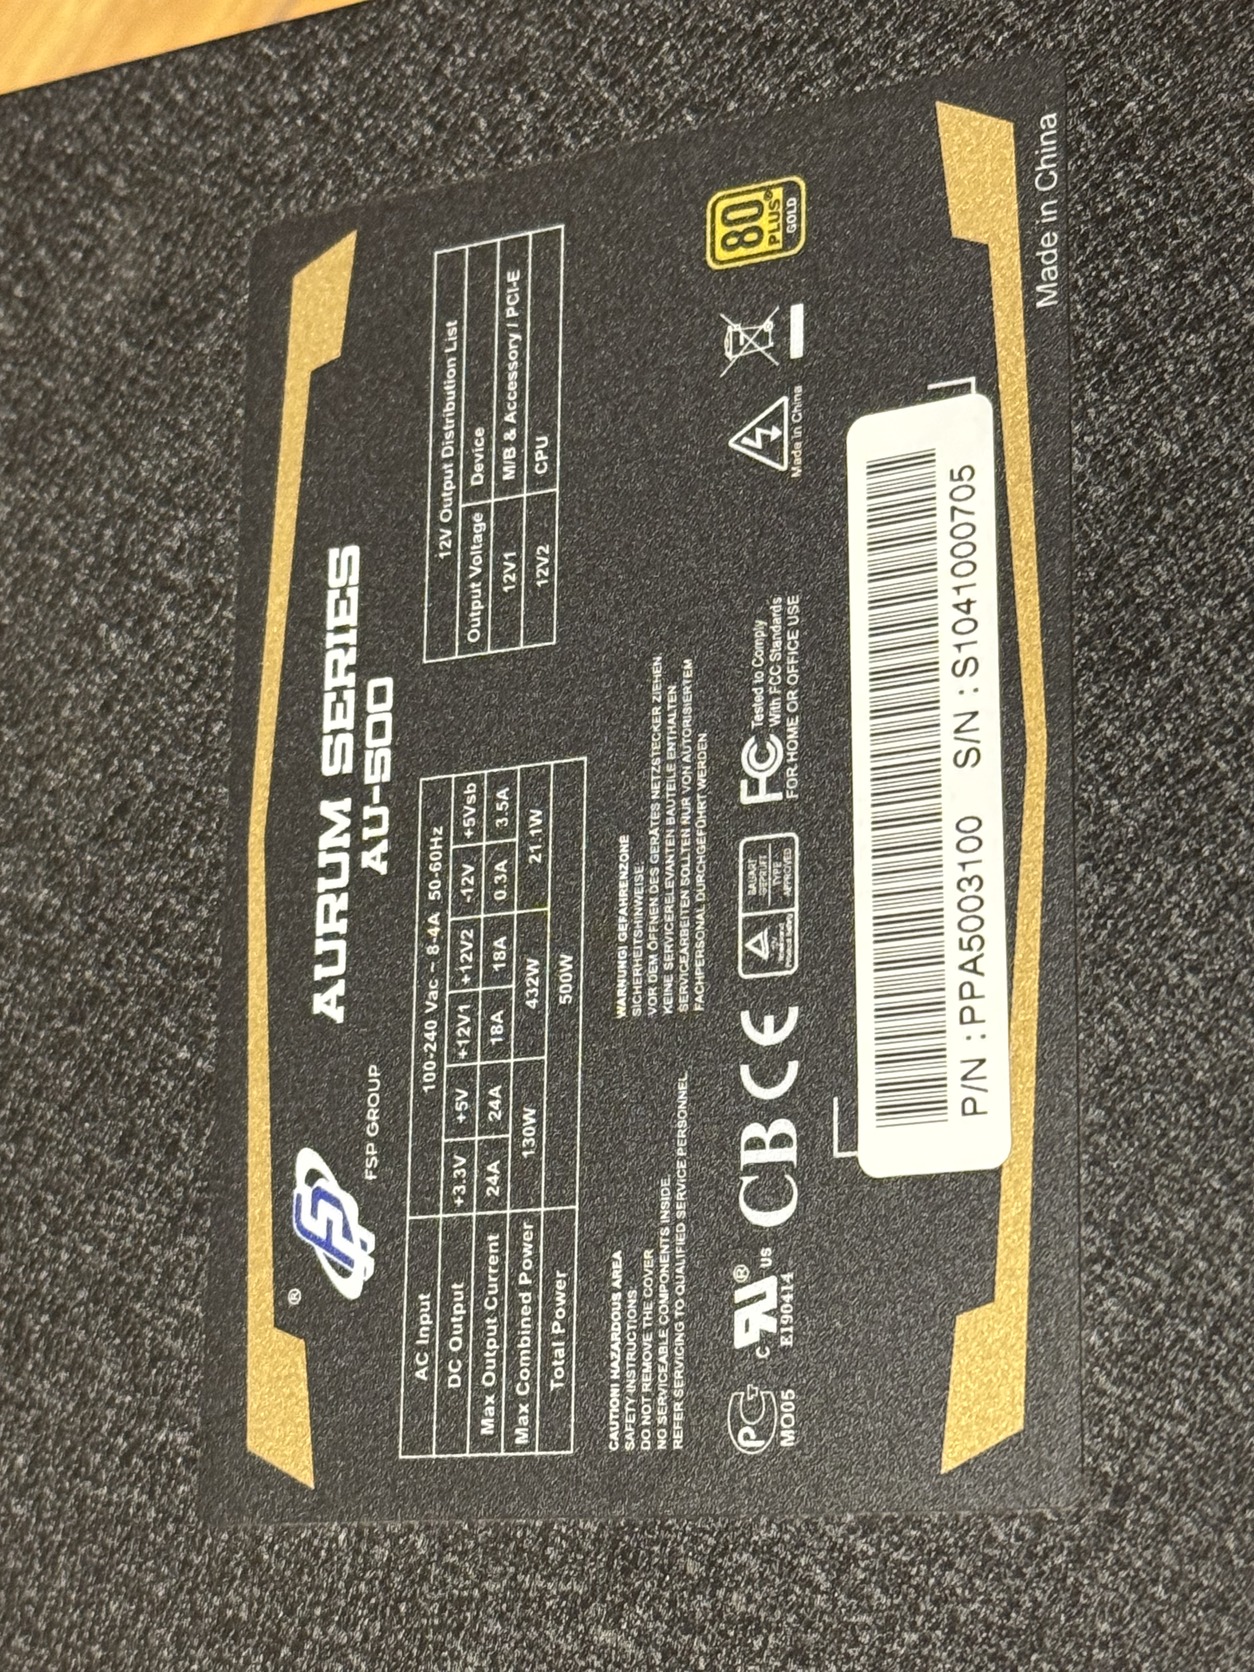 ®
FSP GROUP
AURUM SERIES
AU-500
AC Input 100-240 Vac ~ 8-4A 50-60Hz
DC Output +3.3V +5V +12V1 +12V2 -12V +5Vsb
Max Output Current 24A 24A 18A 18A 0.3A 3.5A
Max Combined Power 130W 432W 21.1W
Total Power 500W
12V Output Distribution List
Output Voltage Device
12V1 M/B & Accessory / PCI-E
12V2 CPU
CAUTION! HAZARDOUS AREA
SAFETY INSTRUCTIONS
DO NOT REMOVE THE COVER
NO SERVICEABLE COMPONENTS INSIDE.
REFER SERVICING TO QUALIFIED SERVICE PERSONNEL
WARNUNG! GEFAHRENZONE
SICHERHEITSHINWEISE:
VOR DEM ÖFFNEN DES GERÄTES NETZSTECKER ZIEHEN.
KEINE SERVICERELEVANTEN BAUTEILE ENTHALTEN.
SERVICEARBEITEN SOLLTEN NUR VON AUTORISIERTEM
FACHPERSONAL DURCHGEFÜHRT WERDEN
MO05
C US ®
E190414
CB CE
BAUART
GEPRÜFT
TYPE
APPROVED
FC Tested to Comply
With FCC Standards
FOR HOME OR OFFICE USE
Made in China
80
PLUS®
GOLD
P/N : PPA5003100 S/N : S1041000705
Made in China